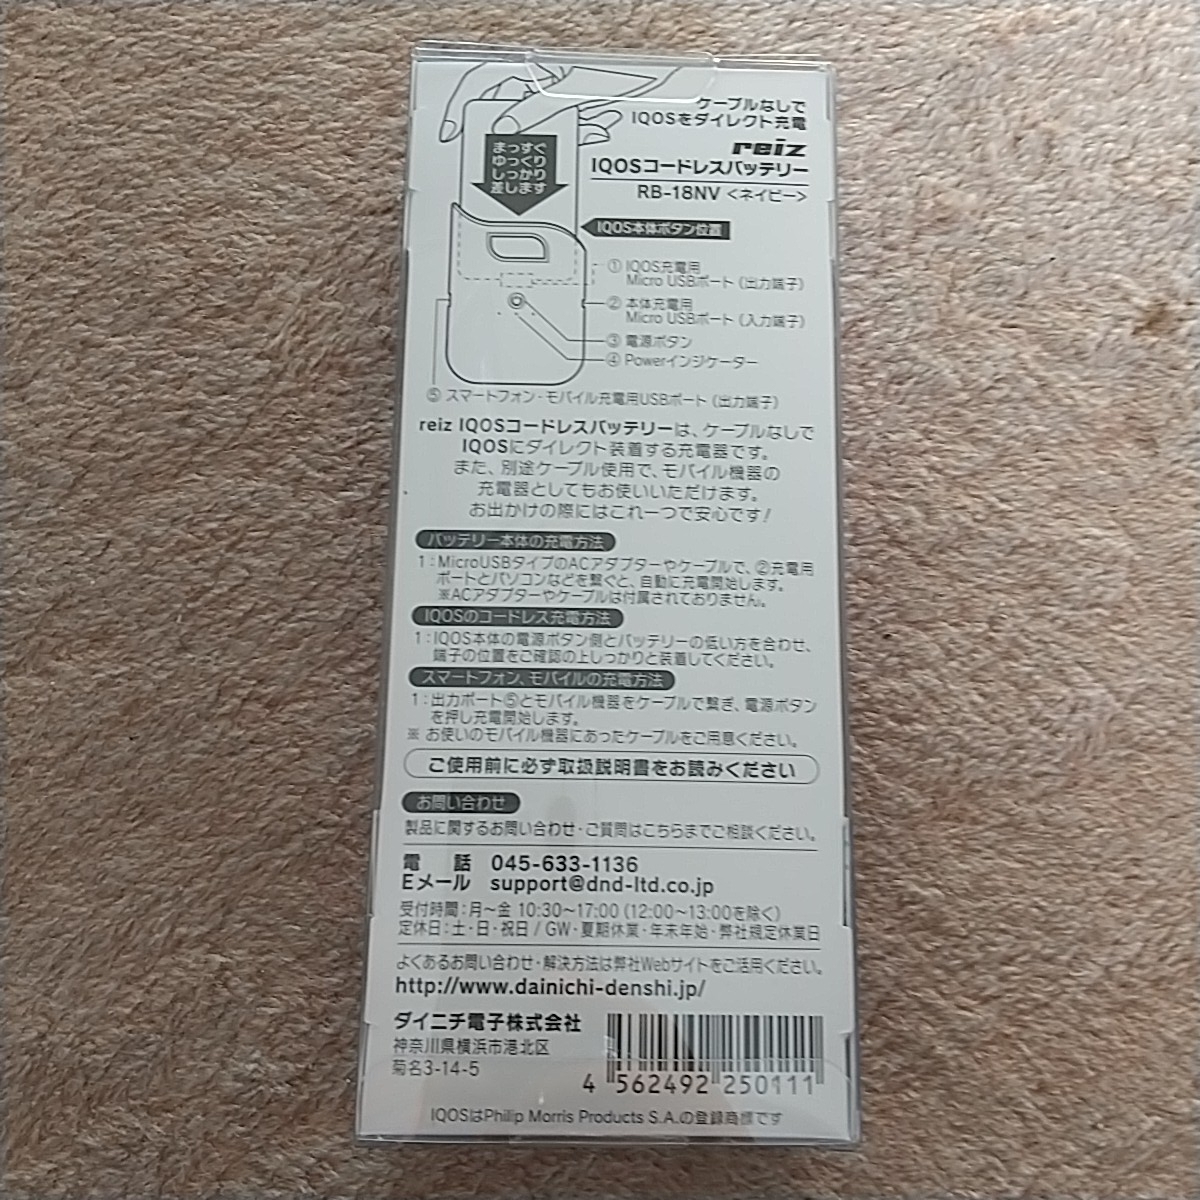 ケーブルなしで
IQOSをダイレクト充電
reiz
IQOSコードレスバッテリー
RB-18NV <ネイビー>
まっすぐ
ゆっくり
しっかり
差します
IQOS本体ボタン位置
① IQOS充電用
Micro USBポート (出力端子)
② 本体充電用
Micro USBポート (入力端子)
③ 電源ボタン
④ Powerインジケーター
⑤ スマートフォン・モバイル充電用USBポート (出力端子)
reiz IQOSコードレスバッテリーは、ケーブルなしで
IQOSにダイレクト装着する充電器です。
また、別途ケーブル使用で、モバイル機器の
充電器としてもお使いいただけます。
お出かけの際にはこれ一つで安心です!
バッテリー本体の充電方法
1:MicroUSBタイプのACアダプターやケーブルで、②充電用
ポートとパソコンなどを繋ぐと、自動に充電開始します。
※ACアダプターやケーブルは付属されておりません。
IQOSのコードレス充電方法
1:IQOS本体の電源ボタン側とバッテリーの低い方を合わせ、
端子の位置をご確認の上しっかりと装着してください。
スマートフォン、モバイルの充電方法
1:出力ポート⑤とモバイル機器をケーブルで繋ぎ、電源ボタン
を押し充電開始します。
※ お使いのモバイル機器にあったケーブルをご用意ください。
ご使用前に必ず取扱説明書をお読みください
お問い合わせ
製品に関するお問い合わせ・ご質問はこちらまでご相談ください。
電 話 045-633-1136
Eメール support@dnd-ltd.co.jp
受付時間:月〜金 10:30〜17:00 (12:00〜13:00を除く)
定休日:土・日・祝日 / GW・夏期休業・年末年始・弊社規定休業日
よくあるお問い合わせ・解決方法は弊社Webサイトをご活用ください。
http://www.dainichi-denshi.jp/
ダイニチ電子株式会社
神奈川県横浜市港北区
菊名3-14-5
4 562492 250111
IQOSはPhilip Morris Products S.A.の登録商標です